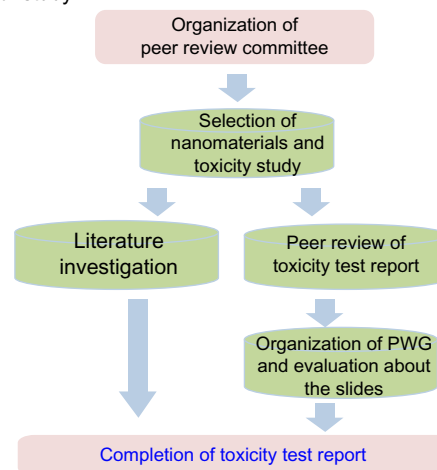 Organization of
peer review committee
Selection of
nanomaterials and
toxicity study
Literature
investigation
Peer review of
toxicity test report
Organization of PWG
and evaluation about
the slides
Completion of toxicity test report